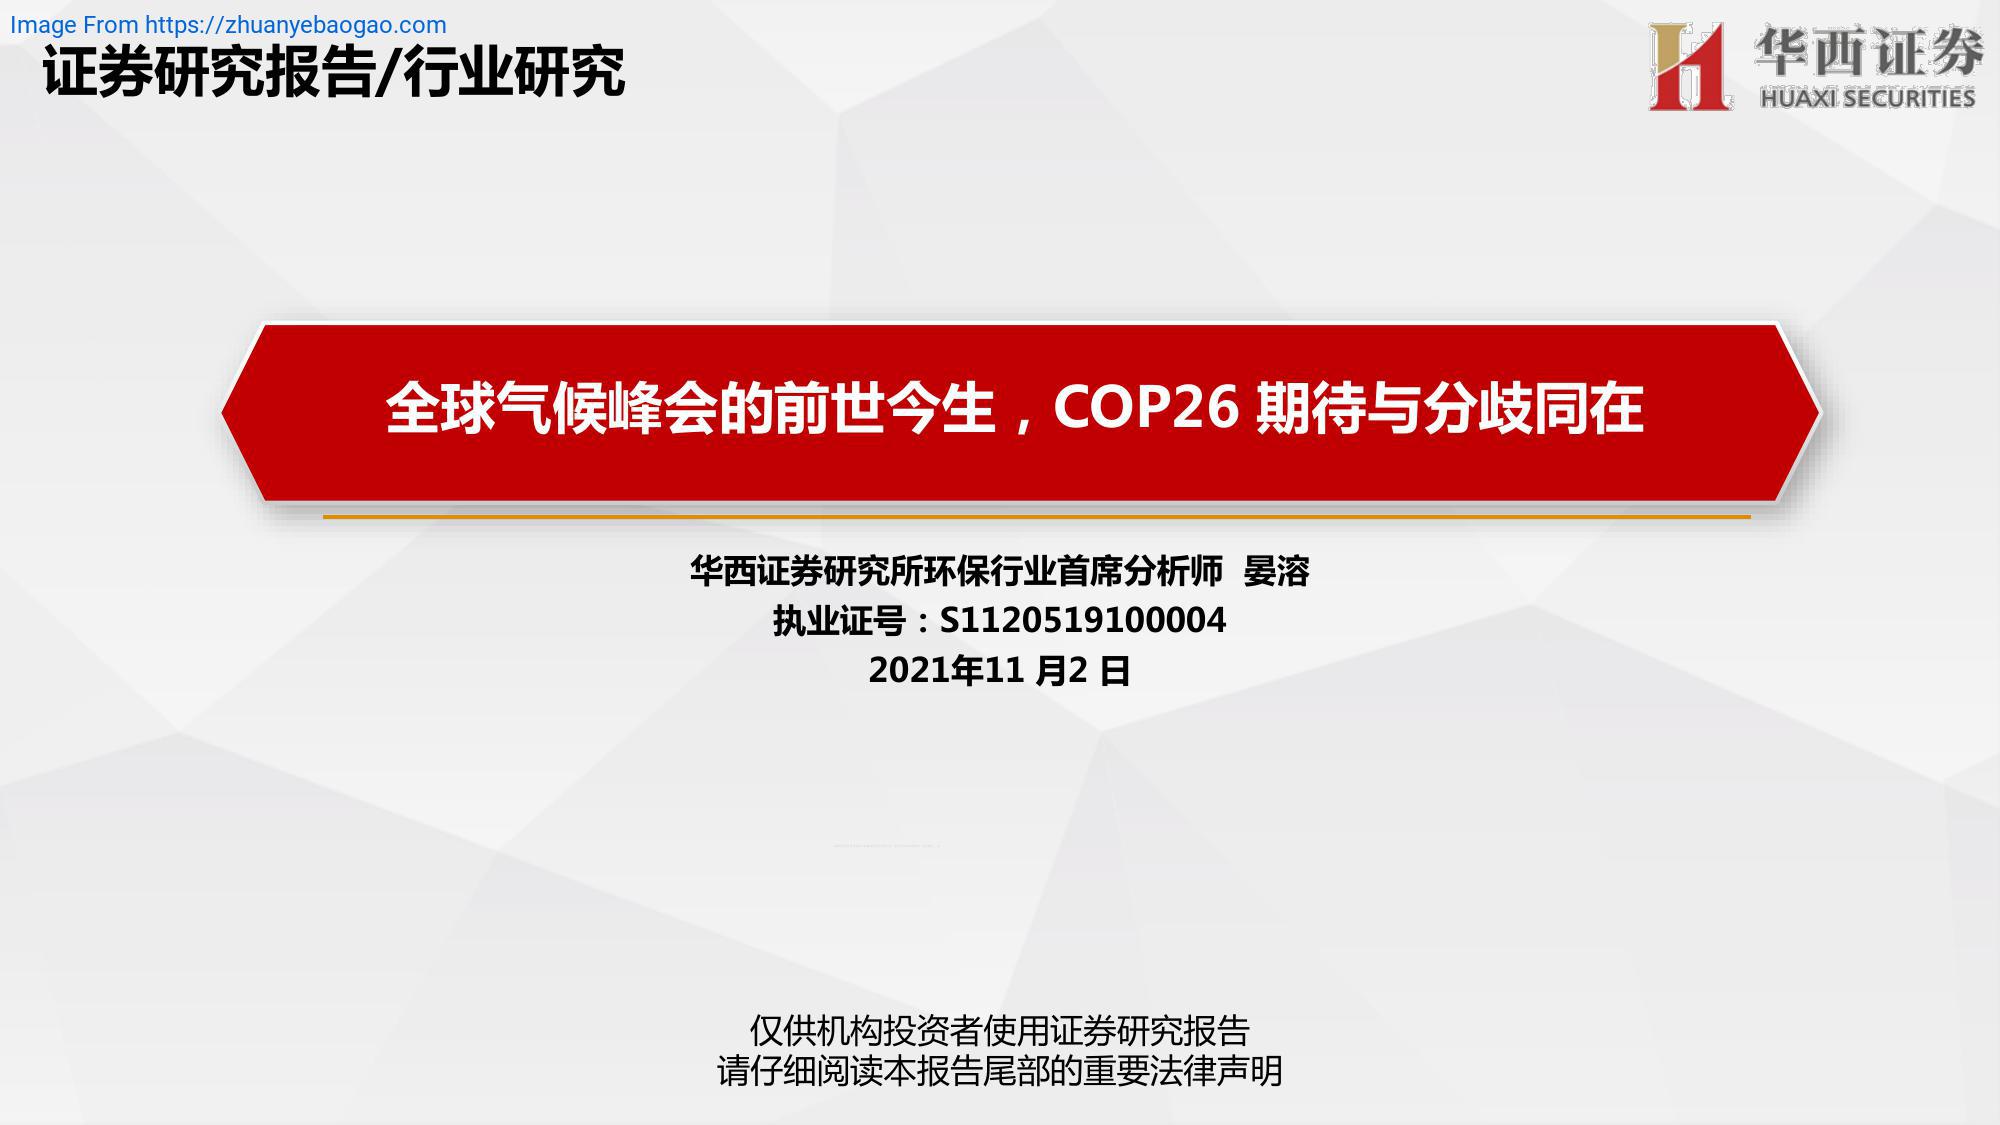 Image From https://zhuanyebaogao.com
证券研究报告/行业研究
华西证券
HUAXI SECURITIES
全球气候峰会的前世今生，COP26 期待与分歧同在
华西证券研究所环保行业首席分析师 晏溶
执业证号：S1120519100004
2021年11 月2 日
仅供机构投资者使用证券研究报告
请仔细阅读本报告尾部的重要法律声明